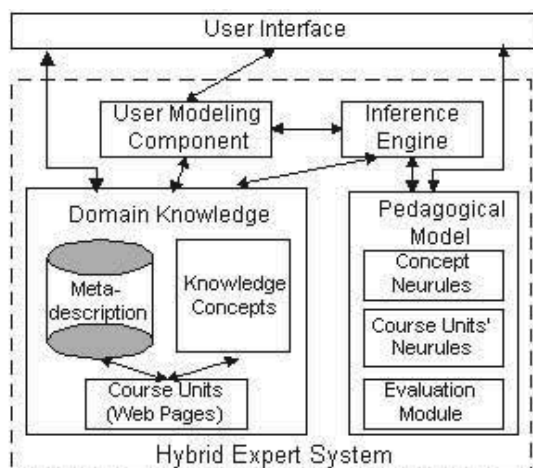 User Interface
User Modeling
Component
Inference
Engine
Domain Knowledge
Meta-
description
Knowledge
Concepts
Course Units
(Web Pages)
Pedagogical
Model
Concept
Neurules
Course Units'
Neurules
Evaluation
Module
Hybrid Expert System